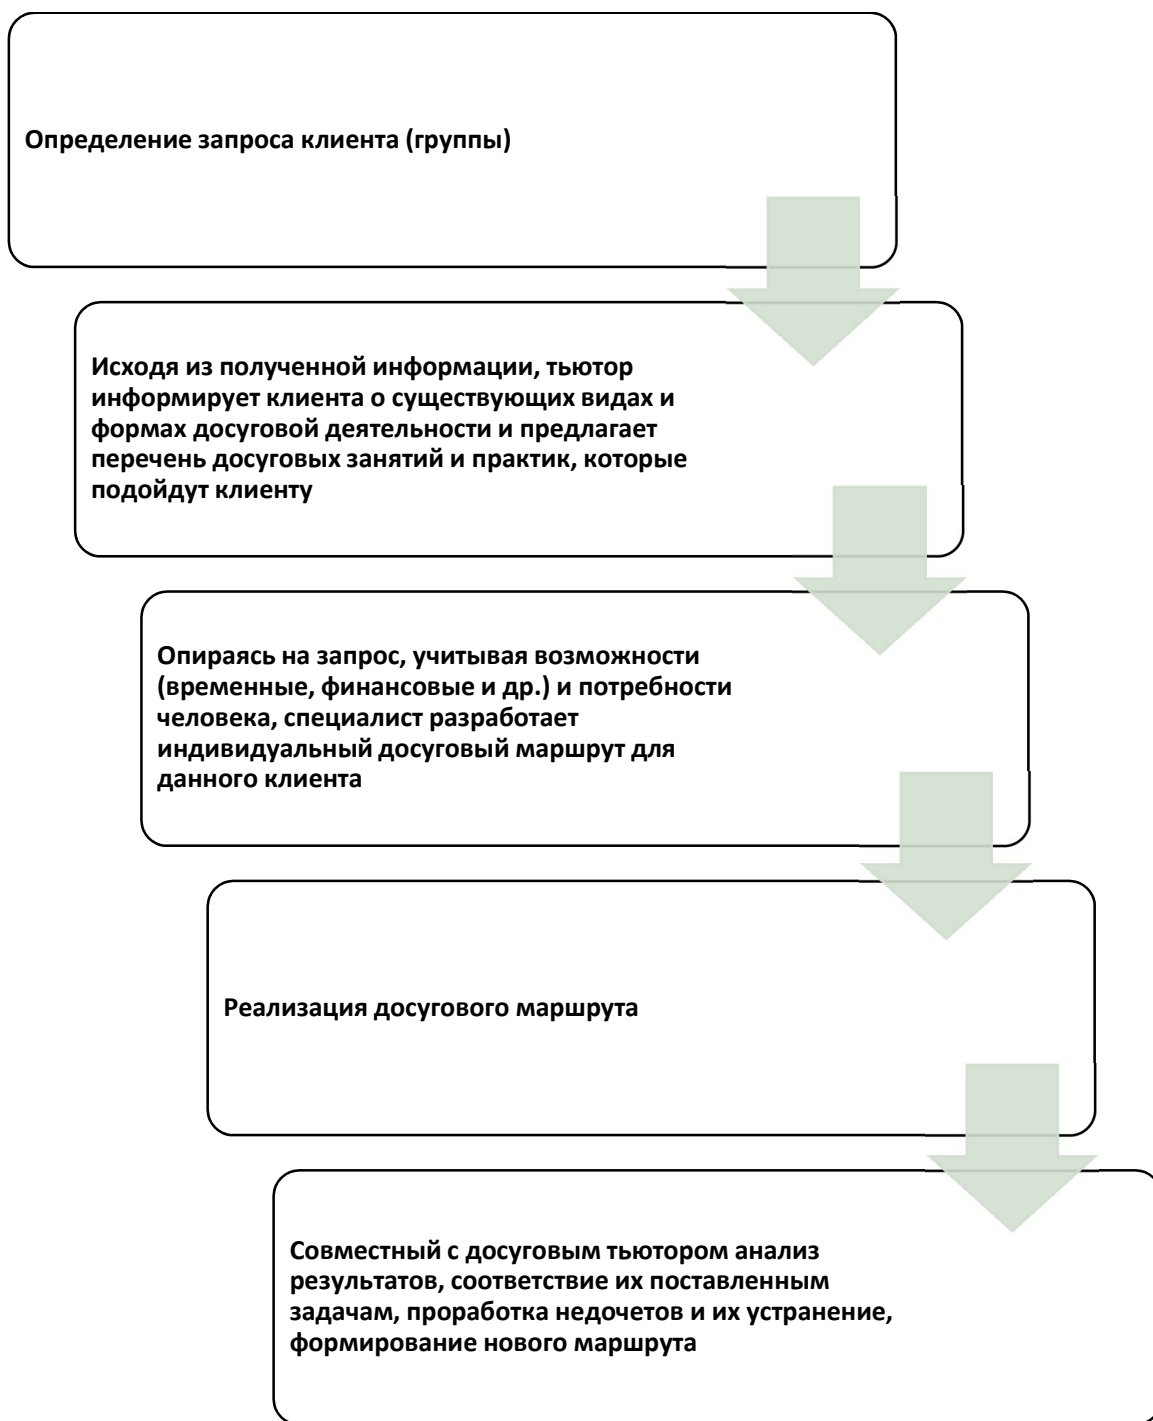 Определение запроса клиента (группы)
Исходя из полученной информации, тьютор
информирует клиента о существующих видах и
формах досуговой деятельности и предлагает
перечень досуговых занятий и практик, которые
подойдут клиенту
Опираясь на запрос, учитывая возможности
(временные, финансовые и др.) и потребности
человека, специалист разработает
индивидуальный досуговый маршрут для
данного клиента
Реализация досугового маршрута
Совместный с досуговым тьютором анализ
результатов, соответствие их поставленным
задачам, проработка недочетов и их устранение,
формирование нового маршрута